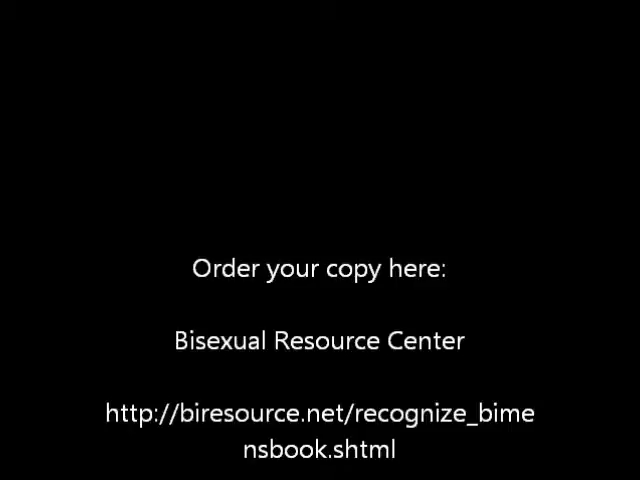 Order your copy here:
Bisexual Resource Center
http://biresource.net/recognize_bime
nsbook.shtml